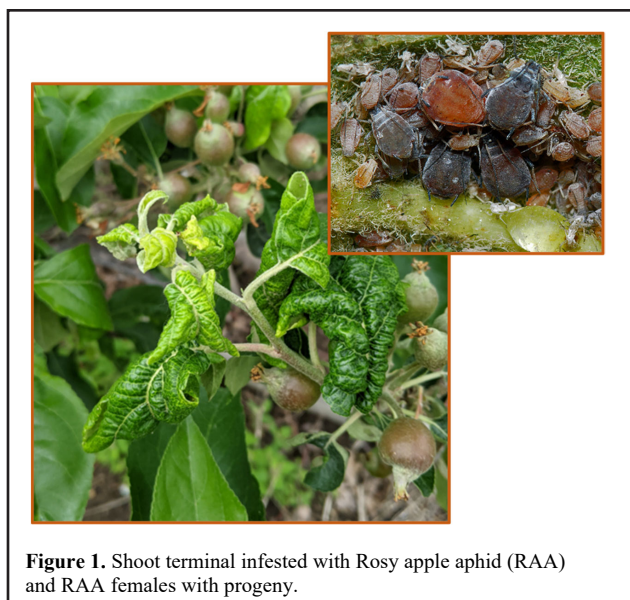 Figure 1. Shoot terminal infested with Rosy apple aphid (RAA)
and RAA females with progeny.